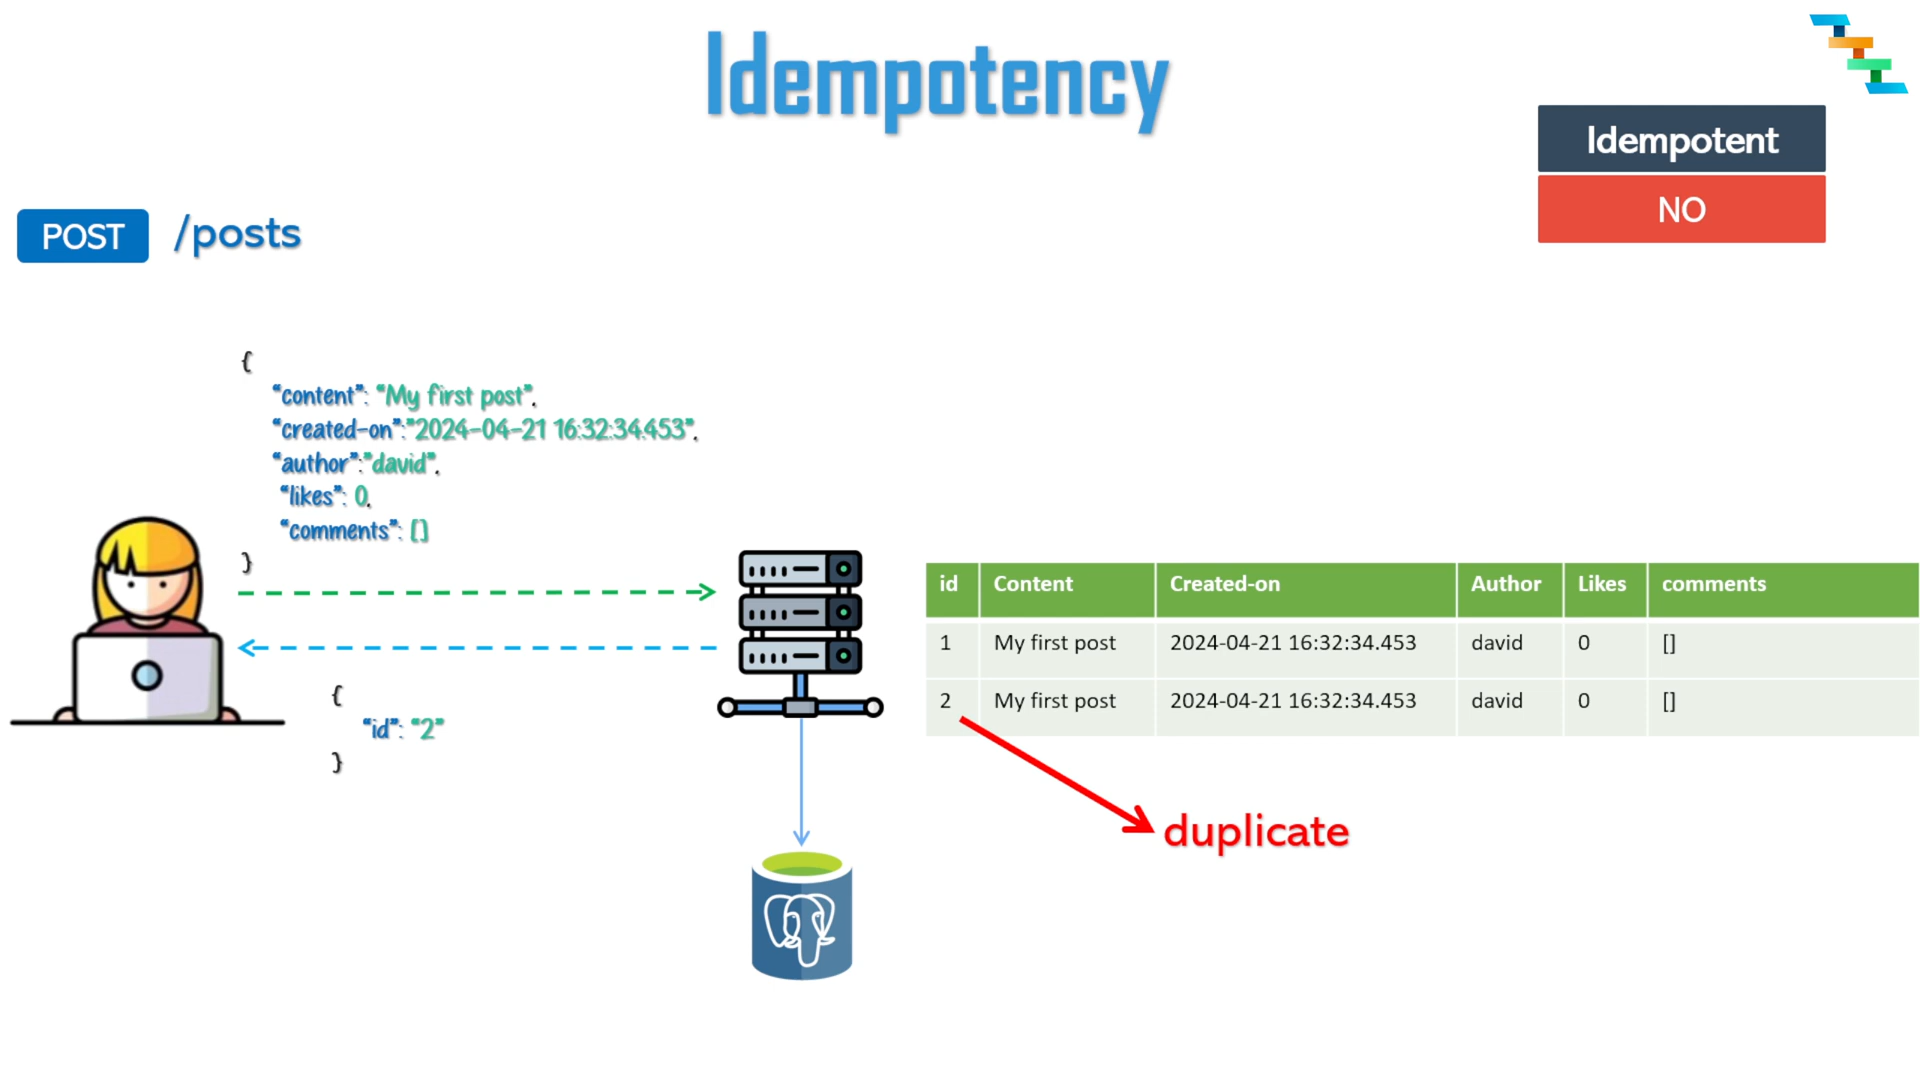 Idempotency
Idempotent
NO
POST /posts
{
“content”: “My first post”,
“created-on”:”2024-04-21 16:32:34.453”,
“author”:”david”,
“likes”: 0,
“comments”: []
}
{
“id”: “2”
}
id Content Created-on Author Likes comments
1 My first post 2024-04-21 16:32:34.453 david 0 []
2 My first post 2024-04-21 16:32:34.453 david 0 []
duplicate